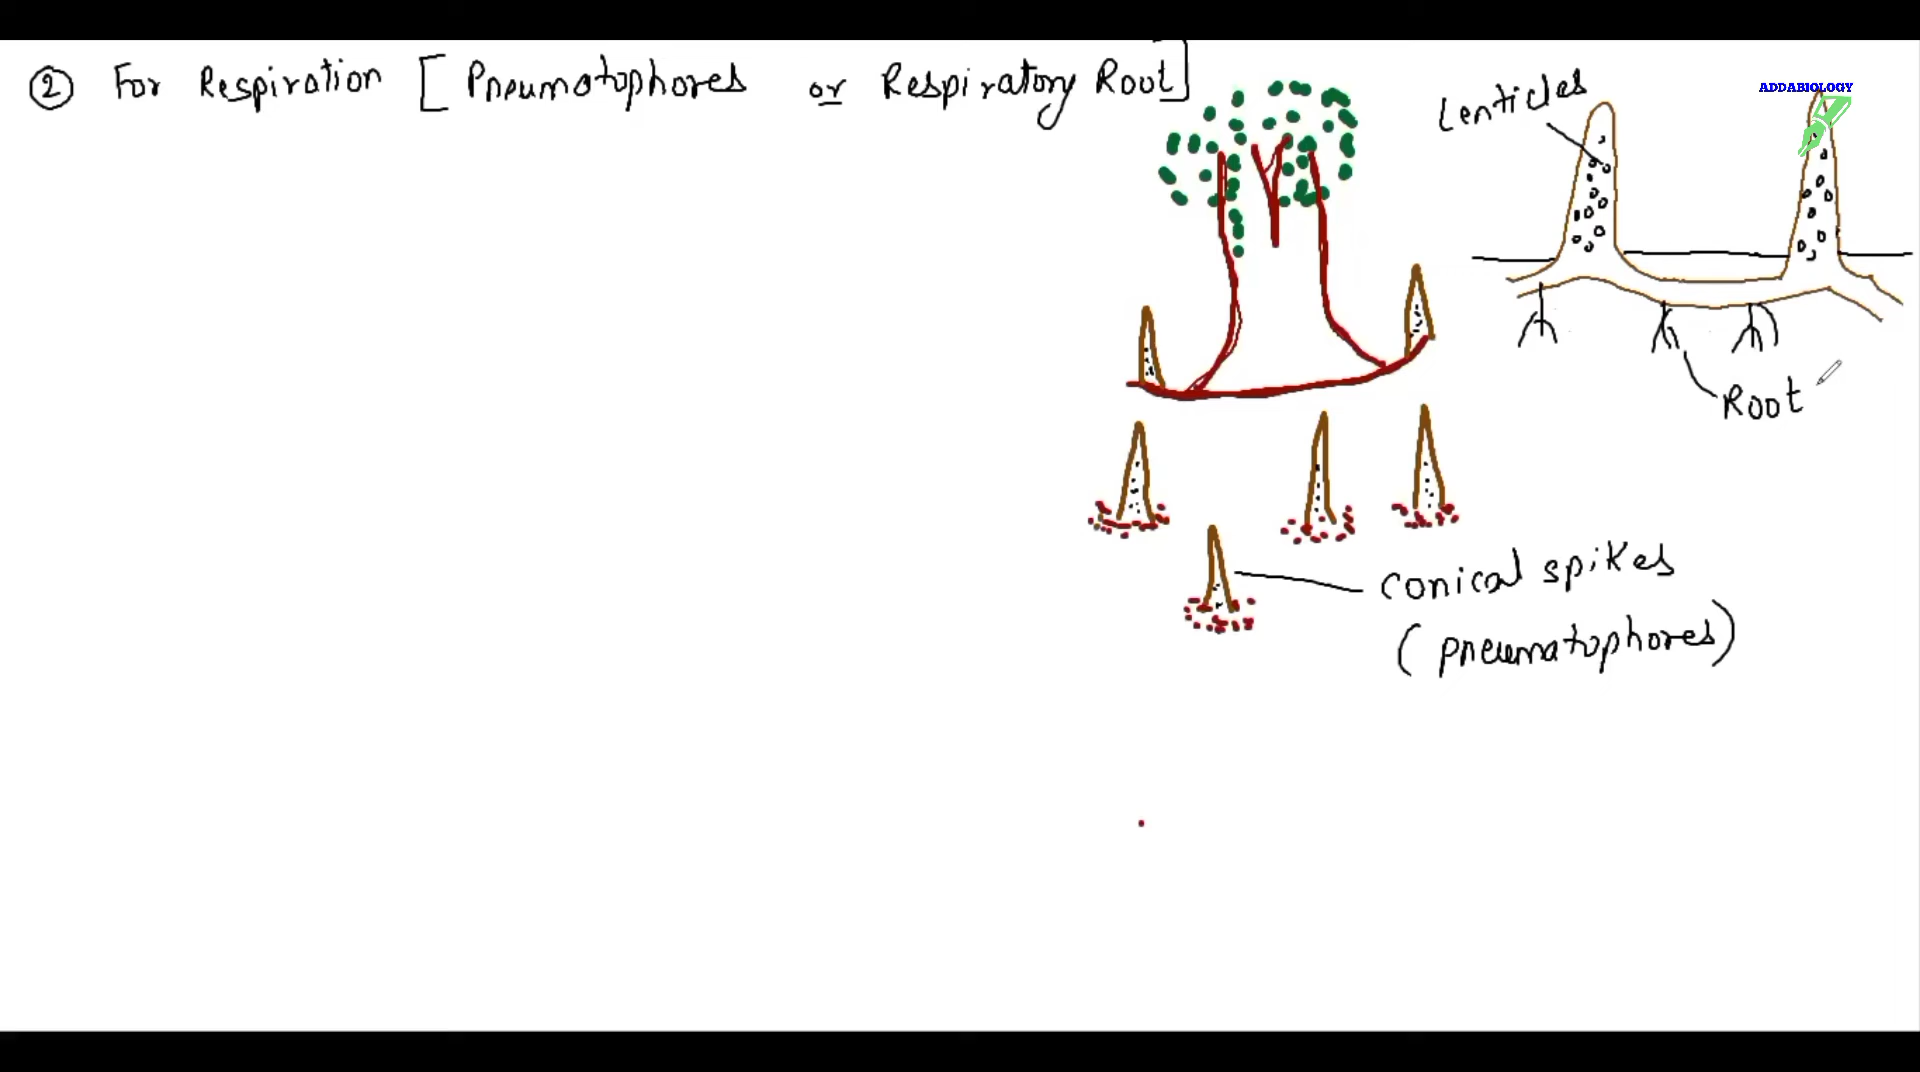 ② For Respiration [ Pneumatophores or Respiratory Root]
Lenticles
ADDABIOLOGY
Root
conical spikes
(pneumatophores)